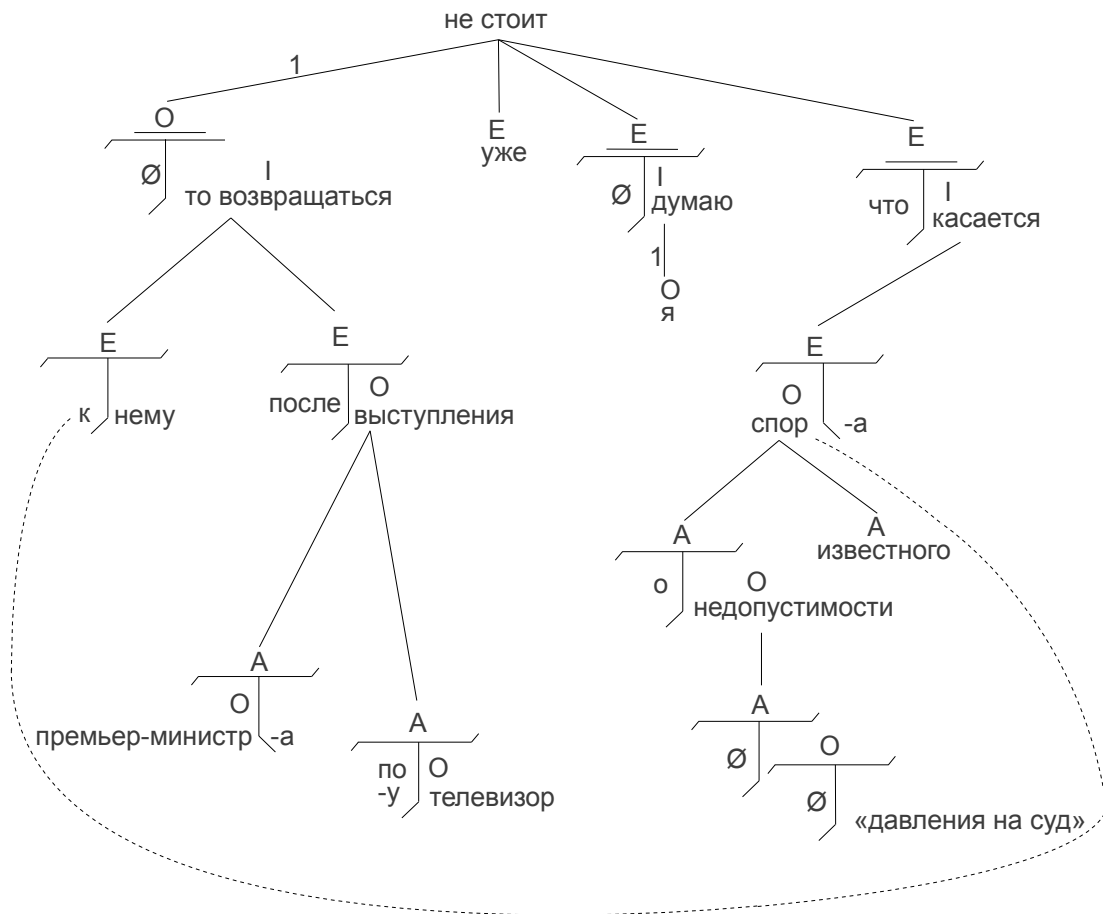 не стоит
1
O
E
уже
E
E
Ø
I
то возвращаться
Ø
I
думаю
что
I
касается
1
O
я
E
E
E
к
нему
после
O
выступления
O
спор
-а
A
A
известного
о
O
недопустимости
A
O
премьер-министр
-а
A
по
-у
O
телевизор
A
Ø
O
Ø
«давления на суд»